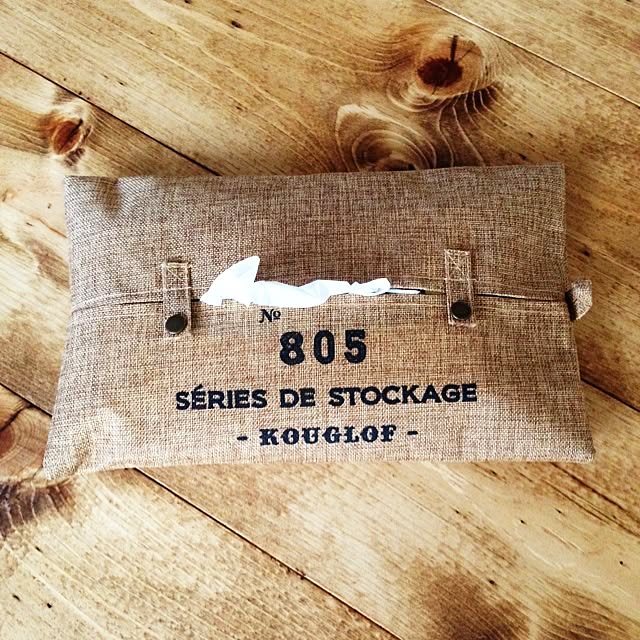 №
805
SÉRIES DE STOCKAGE
- KOUGLOF -